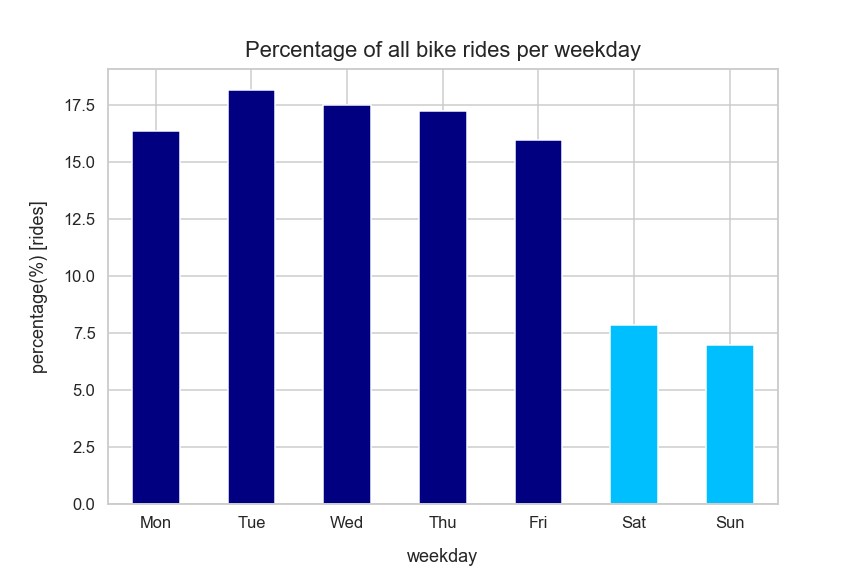 Percentage of all bike rides per weekday
percentage(%) [rides]
17.5
15.0
12.5
10.0
7.5
5.0
2.5
0.0
Mon Tue Wed Thu Fri Sat Sun
weekday